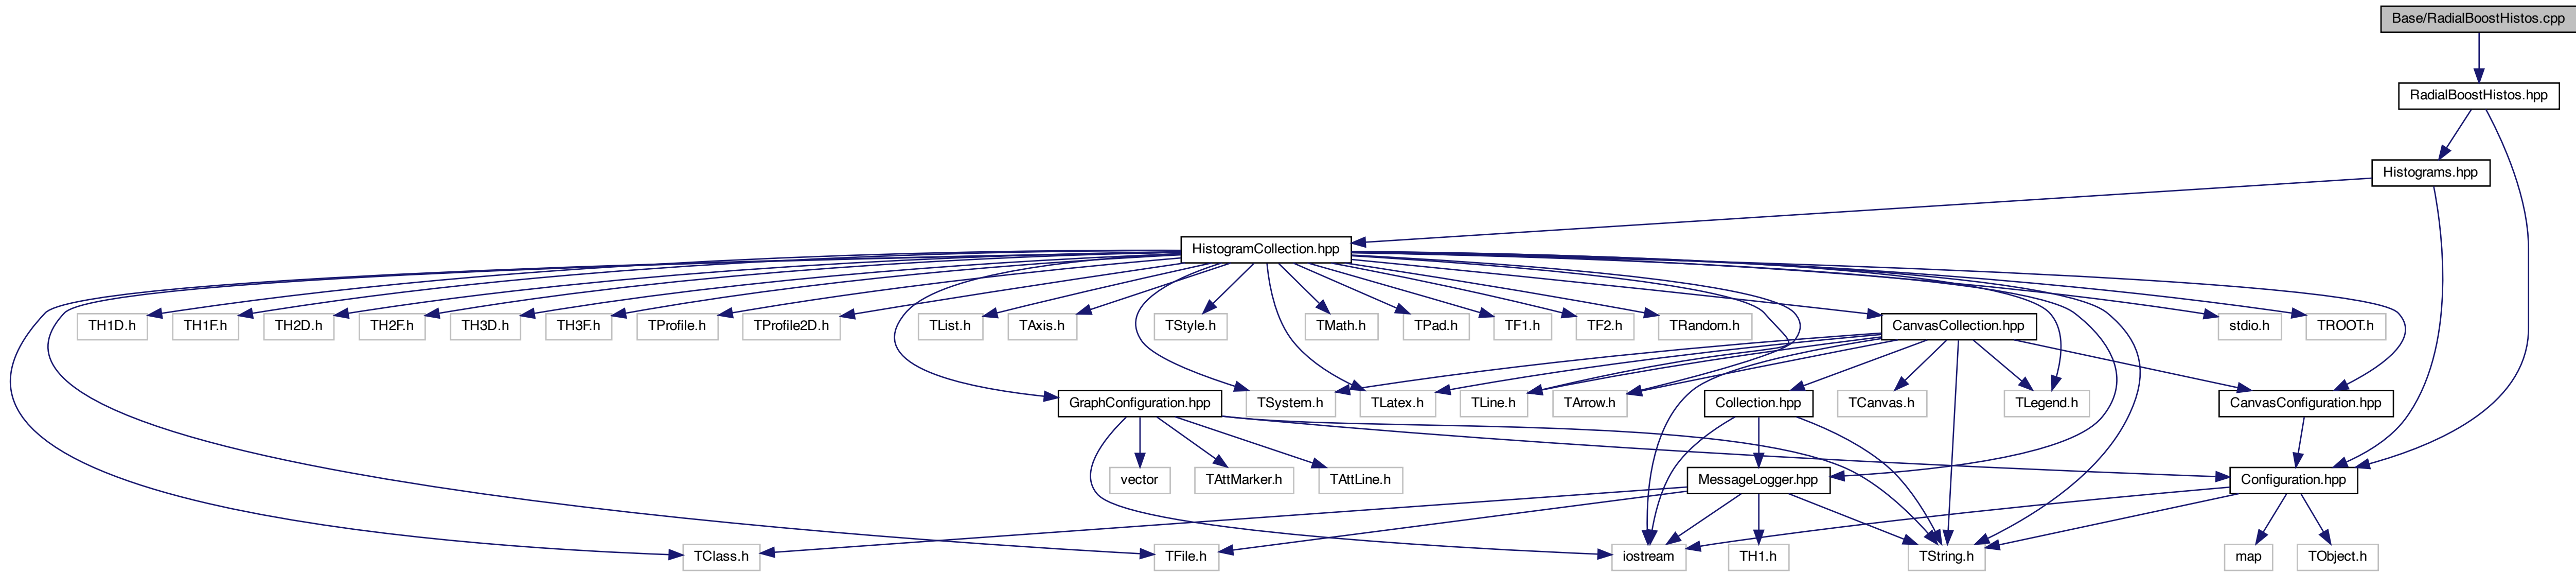 Base/RadialBoostHistos.cpp
RadialBoostHistos.hpp
Histograms.hpp
HistogramCollection.hpp
TH1D.h
TH1F.h
TH2D.h
TH2F.h
TH3D.h
TH3F.h
TProfile.h
TProfile2D.h
TList.h
TAxis.h
TStyle.h
TMath.h
TPad.h
TF1.h
TF2.h
TRandom.h
CanvasCollection.hpp
stdio.h
TROOT.h
GraphConfiguration.hpp
TSystem.h
TLatex.h
TLine.h
TArrow.h
Collection.hpp
TCanvas.h
TLegend.h
CanvasConfiguration.hpp
vector
TAttMarker.h
TAttLine.h
MessageLogger.hpp
Configuration.hpp
TClass.h
TFile.h
iostream
TH1.h
TString.h
map
TObject.h